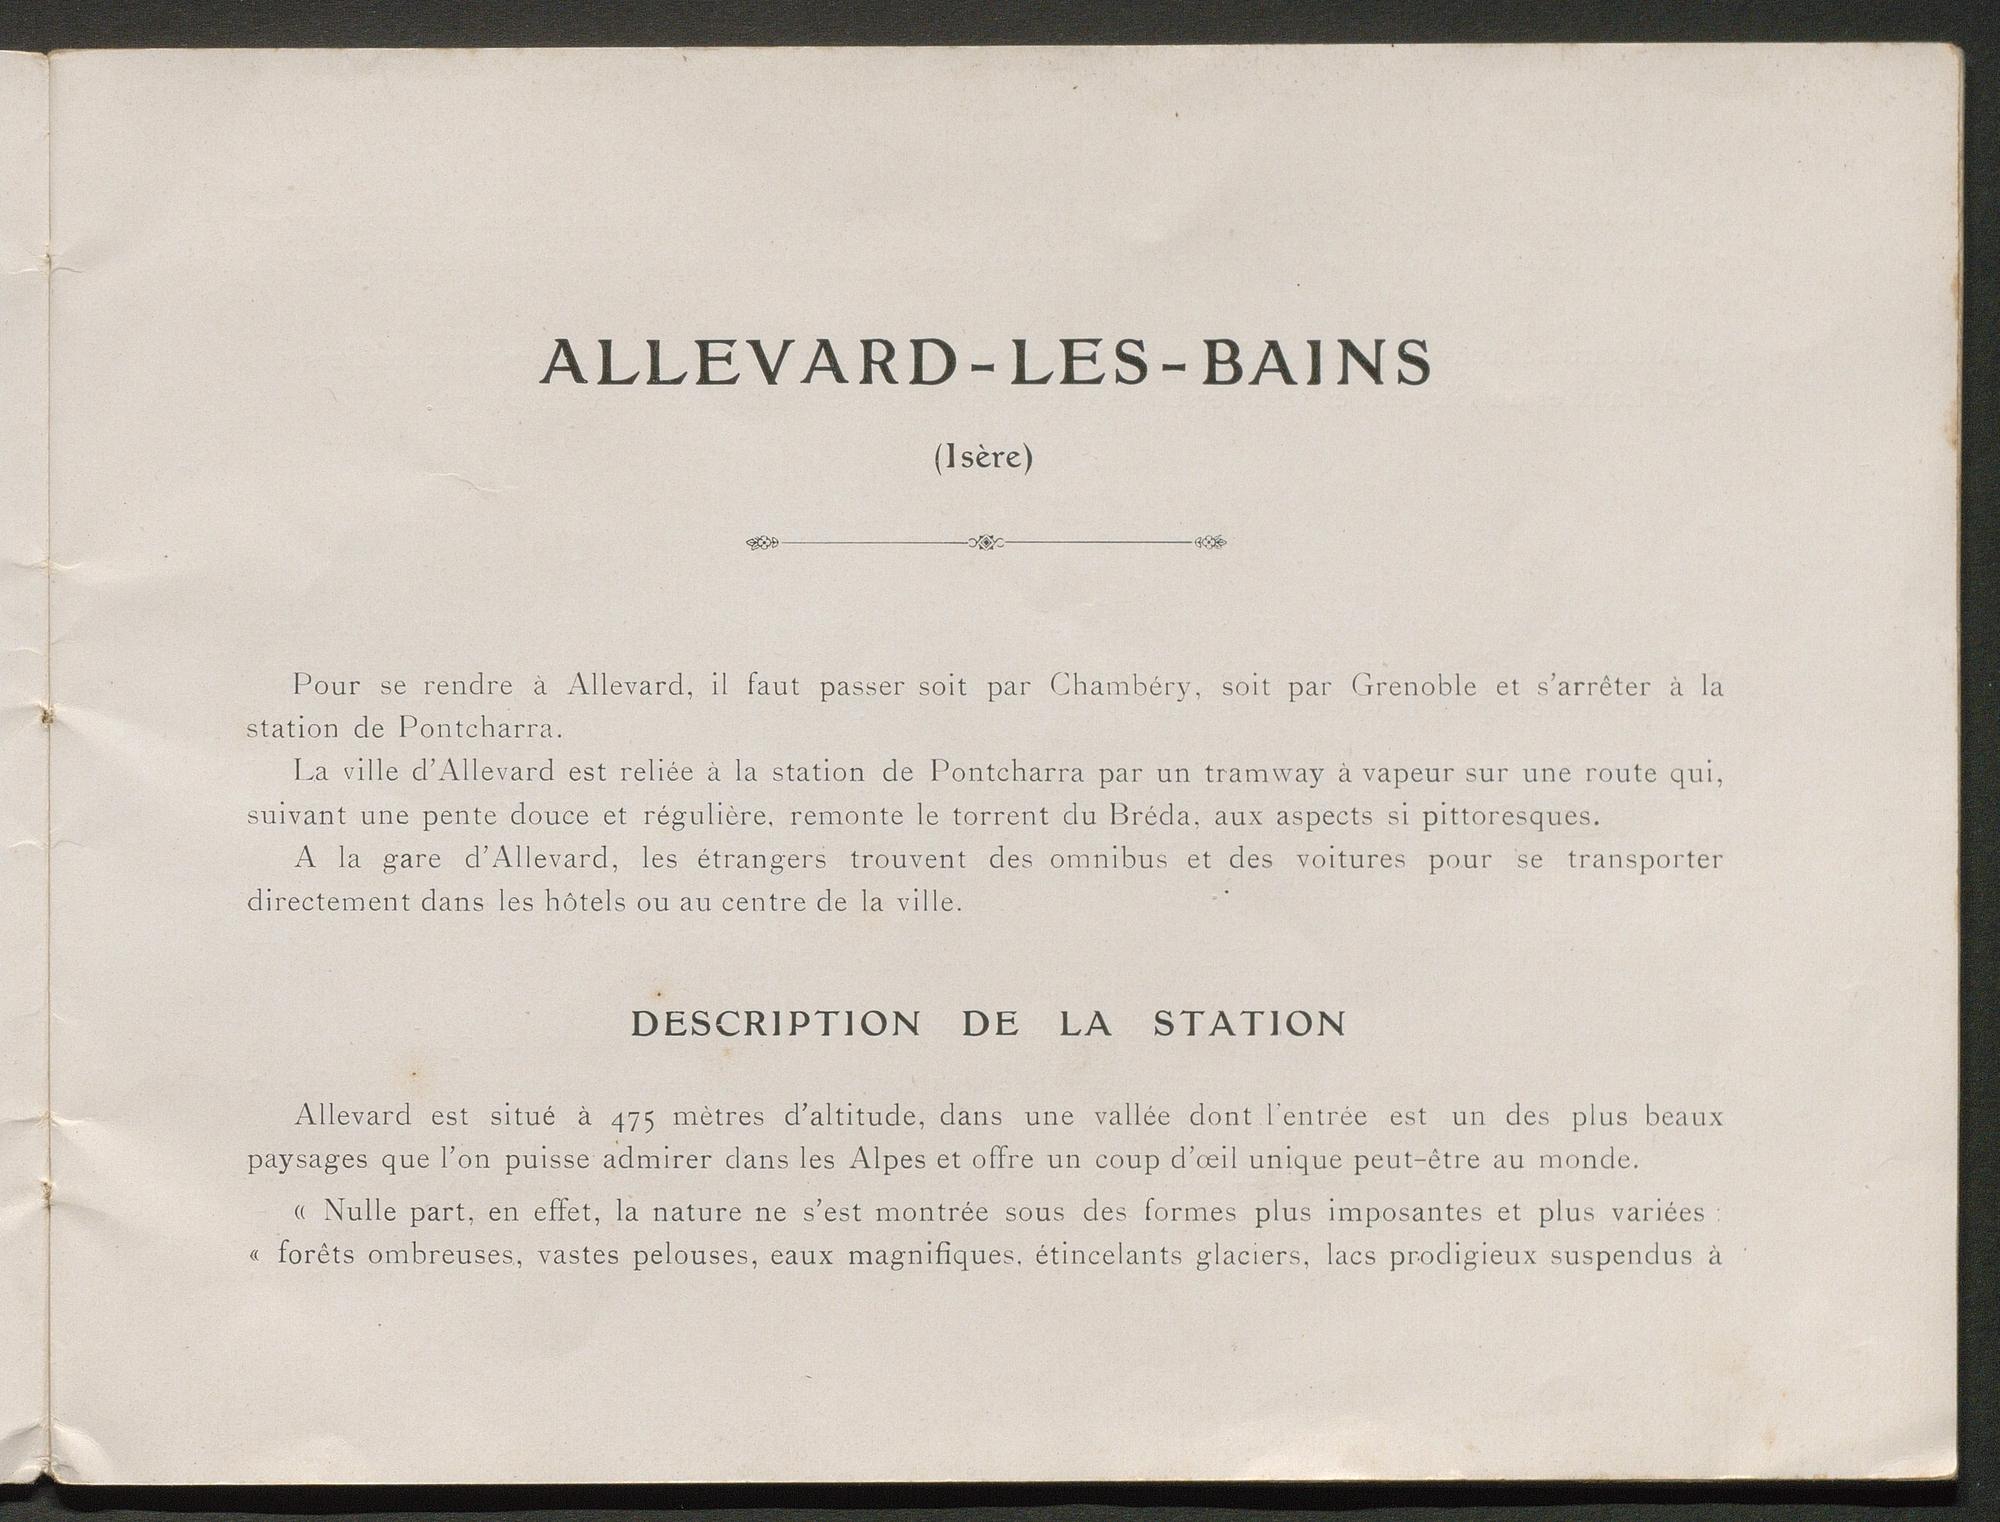 ALLEVARD-LES-BAINS
(Isère)
Pour se rendre à Allevard, il faut passer soit par Chambéry, soit par Grenoble et s'arrêter à la
station de Pontcharra.
La ville d'Allevard est reliée à la station de Pontcharra par un tramway à vapeur sur une route qui,
suivant une pente douce et régulière, remonte le torrent du Bréda, aux aspects si pittoresques.
A la gare d'Allevard, les étrangers trouvent des omnibus et des voitures pour se transporter
directement dans les hôtels ou au centre de la ville.
DESCRIPTION DE LA STATION
Allevard est situé à 475 mètres d'altitude, dans une vallée dont l'entrée est un des plus beaux
paysages que l'on puisse admirer dans les Alpes et offre un coup d'œil unique peut-être au monde.
« Nulle part, en effet, la nature ne s'est montrée sous des formes plus imposantes et plus variées :
« forêts ombreuses, vastes pelouses, eaux magnifiques, étincelants glaciers, lacs prodigieux suspendus à